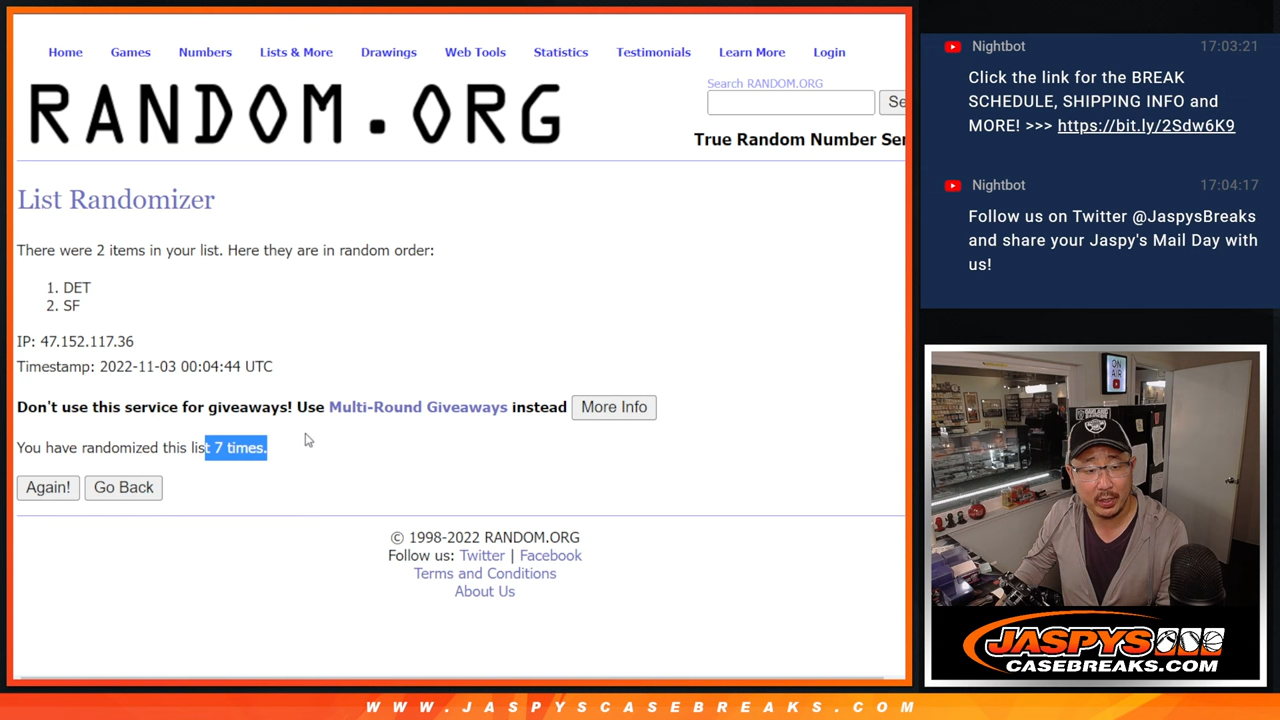 Home Games Numbers Lists & More Drawings Web Tools Statistics Testimonials Learn More Login
RANDOM.ORG
Search RANDOM.ORG
Se
True Random Number Ser
List Randomizer
There were 2 items in your list. Here they are in random order:
1. DET
2. SF
IP: 47.152.117.36
Timestamp: 2022-11-03 00:04:44 UTC
Don't use this service for giveaways! Use Multi-Round Giveaways instead More Info
You have randomized this list 7 times.
Again! Go Back
© 1998-2022 RANDOM.ORG
Follow us: Twitter | Facebook
Terms and Conditions
About Us
Nightbot 17:03:21
Click the link for the BREAK
SCHEDULE, SHIPPING INFO and
MORE! >>> https://bit.ly/2Sdw6K9
Nightbot 17:04:17
Follow us on Twitter @JaspysBreaks
and share your Jaspy's Mail Day with
us!
ON
AIR
JASPYS
CASEBREAKS.COM
WWW.JASPYSCASEBREAKS.COM